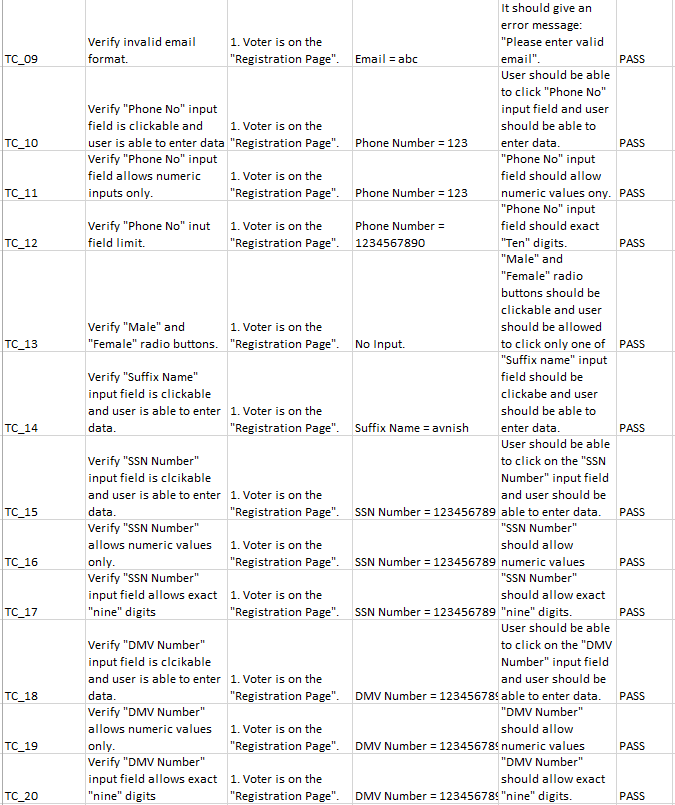 TC_09
Verify invalid email
format.
1. Voter is on the
"Registration Page".
Email = abc
It should give an
error message:
"Please enter valid
email".
PASS
TC_10
Verify "Phone No" input
field is clickable and
user is able to enter data
1. Voter is on the
"Registration Page".
Phone Number = 123
User should be able
to click "Phone No"
input field and user
should be able to
enter data.
PASS
TC_11
Verify "Phone No" input
field allows numeric
inputs only.
1. Voter is on the
"Registration Page".
Phone Number = 123
"Phone No" input
field should allow
numeric values ony.
PASS
TC_12
Verify "Phone No" inut
field limit.
1. Voter is on the
"Registration Page".
Phone Number =
1234567890
"Phone No" input
field should exact
"Ten" digits.
PASS
TC_13
Verify "Male" and
"Female" radio buttons.
1. Voter is on the
"Registration Page".
No Input.
"Male" and
"Female" radio
buttons should be
clickable and user
should be allowed
to click only one of
PASS
TC_14
Verify "Suffix Name"
input field is clickable
and user is able to enter
data.
1. Voter is on the
"Registration Page".
Suffix Name = avnish
"Suffix name" input
field should be
clickabe and user
should be able to
enter data.
PASS
TC_15
Verify "SSN Number"
input field is clcikable
and user is able to enter
data.
1. Voter is on the
"Registration Page".
SSN Number = 123456789
User should be able
to click on the "SSN
Number" input field
and user should be
able to enter data.
PASS
TC_16
Verify "SSN Number"
allows numeric values
only.
1. Voter is on the
"Registration Page".
SSN Number = 123456789
"SSN Number"
should allow
numeric values
PASS
TC_17
Verify "SSN Number"
input field allows exact
"nine" digits
1. Voter is on the
"Registration Page".
SSN Number = 123456789
"SSN Number"
should allow exact
"nine" digits.
PASS
TC_18
Verify "DMV Number"
input field is clcikable
and user is able to enter
data.
1. Voter is on the
"Registration Page".
DMV Number = 123456789
User should be able
to click on the "DMV
Number" input field
and user should be
able to enter data.
PASS
TC_19
Verify "DMV Number"
allows numeric values
only.
1. Voter is on the
"Registration Page".
DMV Number = 123456789
"DMV Number"
should allow
numeric values
PASS
TC_20
Verify "DMV Number"
input field allows exact
"nine" digits
1. Voter is on the
"Registration Page".
DMV Number = 123456789
"DMV Number"
should allow exact
"nine" digits.
PASS